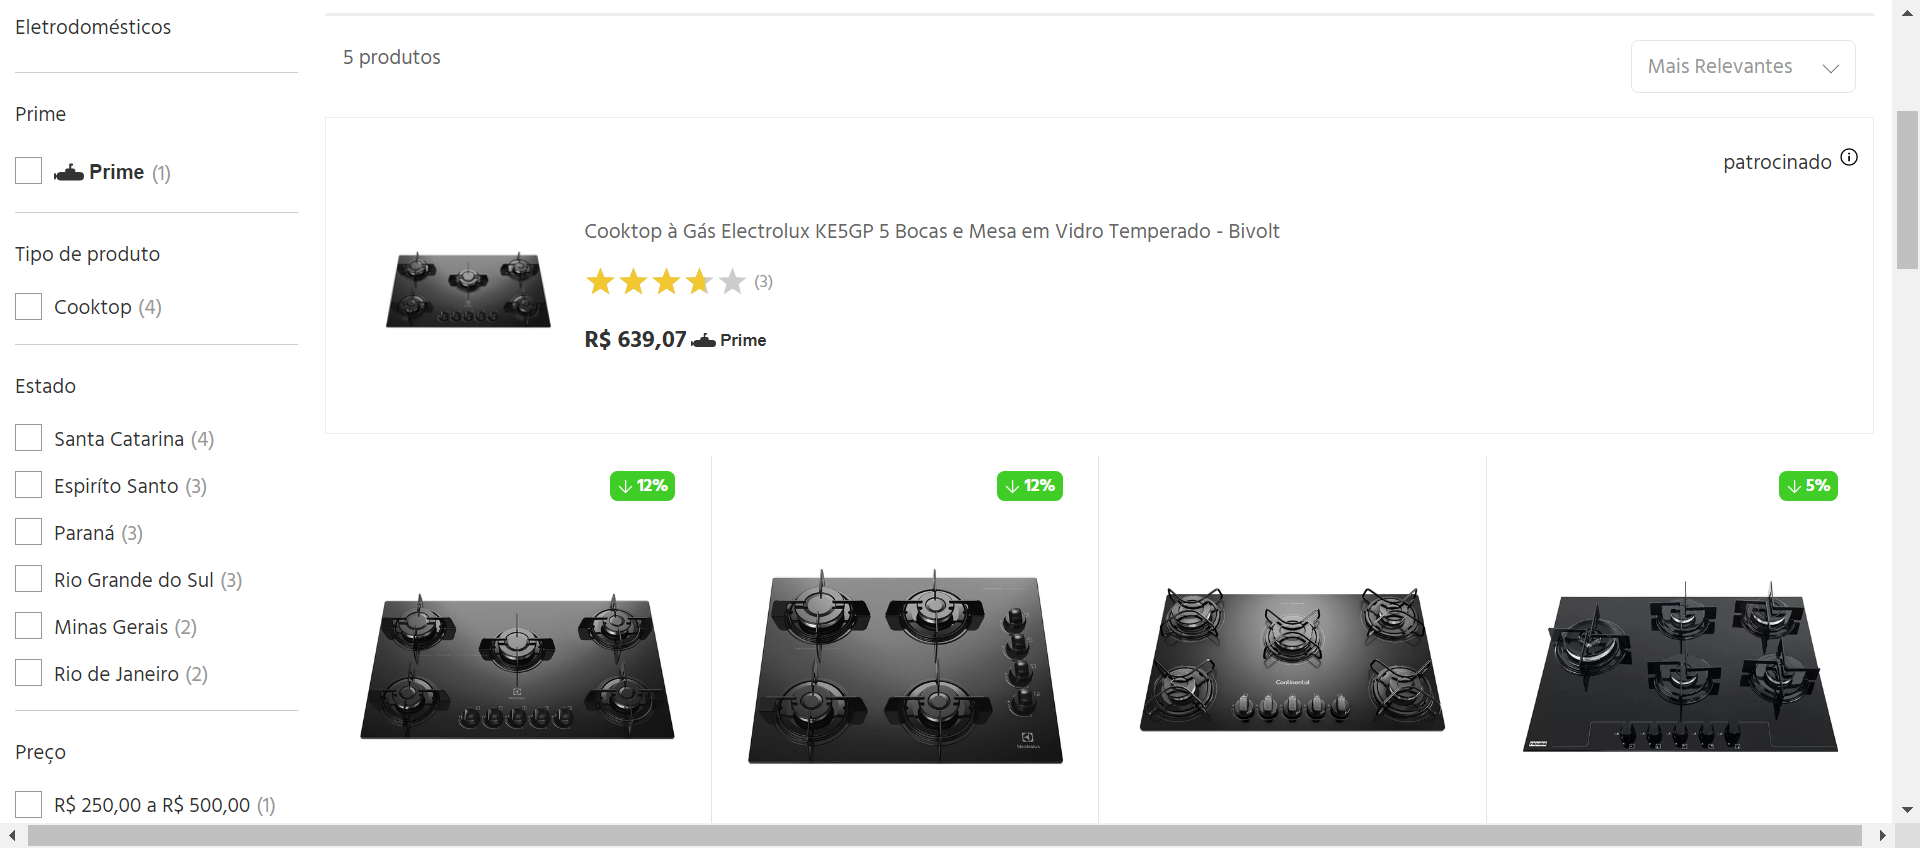 Eletrodomésticos
Prime
Prime (1)
Tipo de produto
Cooktop (4)
Estado
Santa Catarina (4)
Espiríto Santo (3)
Paraná (3)
Rio Grande do Sul (3)
Minas Gerais (2)
Rio de Janeiro (2)
Preço
R$ 250,00 a R$ 500,00 (1)
5 produtos
Mais Relevantes
patrocinado
Cooktop à Gás Electrolux KE5GP 5 Bocas e Mesa em Vidro Temperado - Bivolt
(3)
R$ 639,07 Prime
12%
12%
5%
Electrolux
Continental